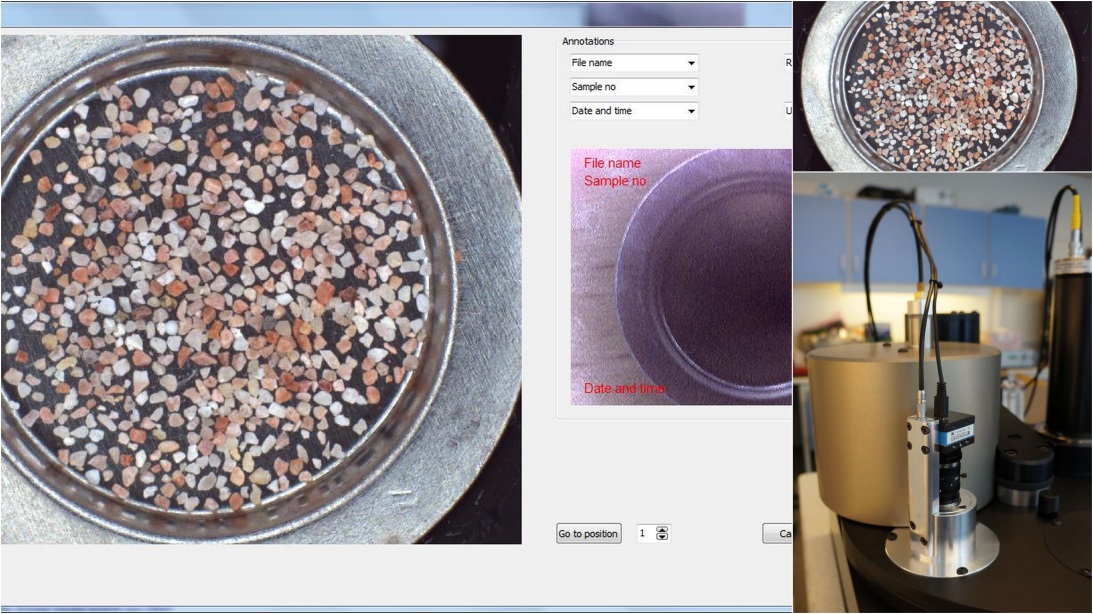 Annotations
File name
Sample no
Date and time
File name
Sample no
Date and time
Go to position
1